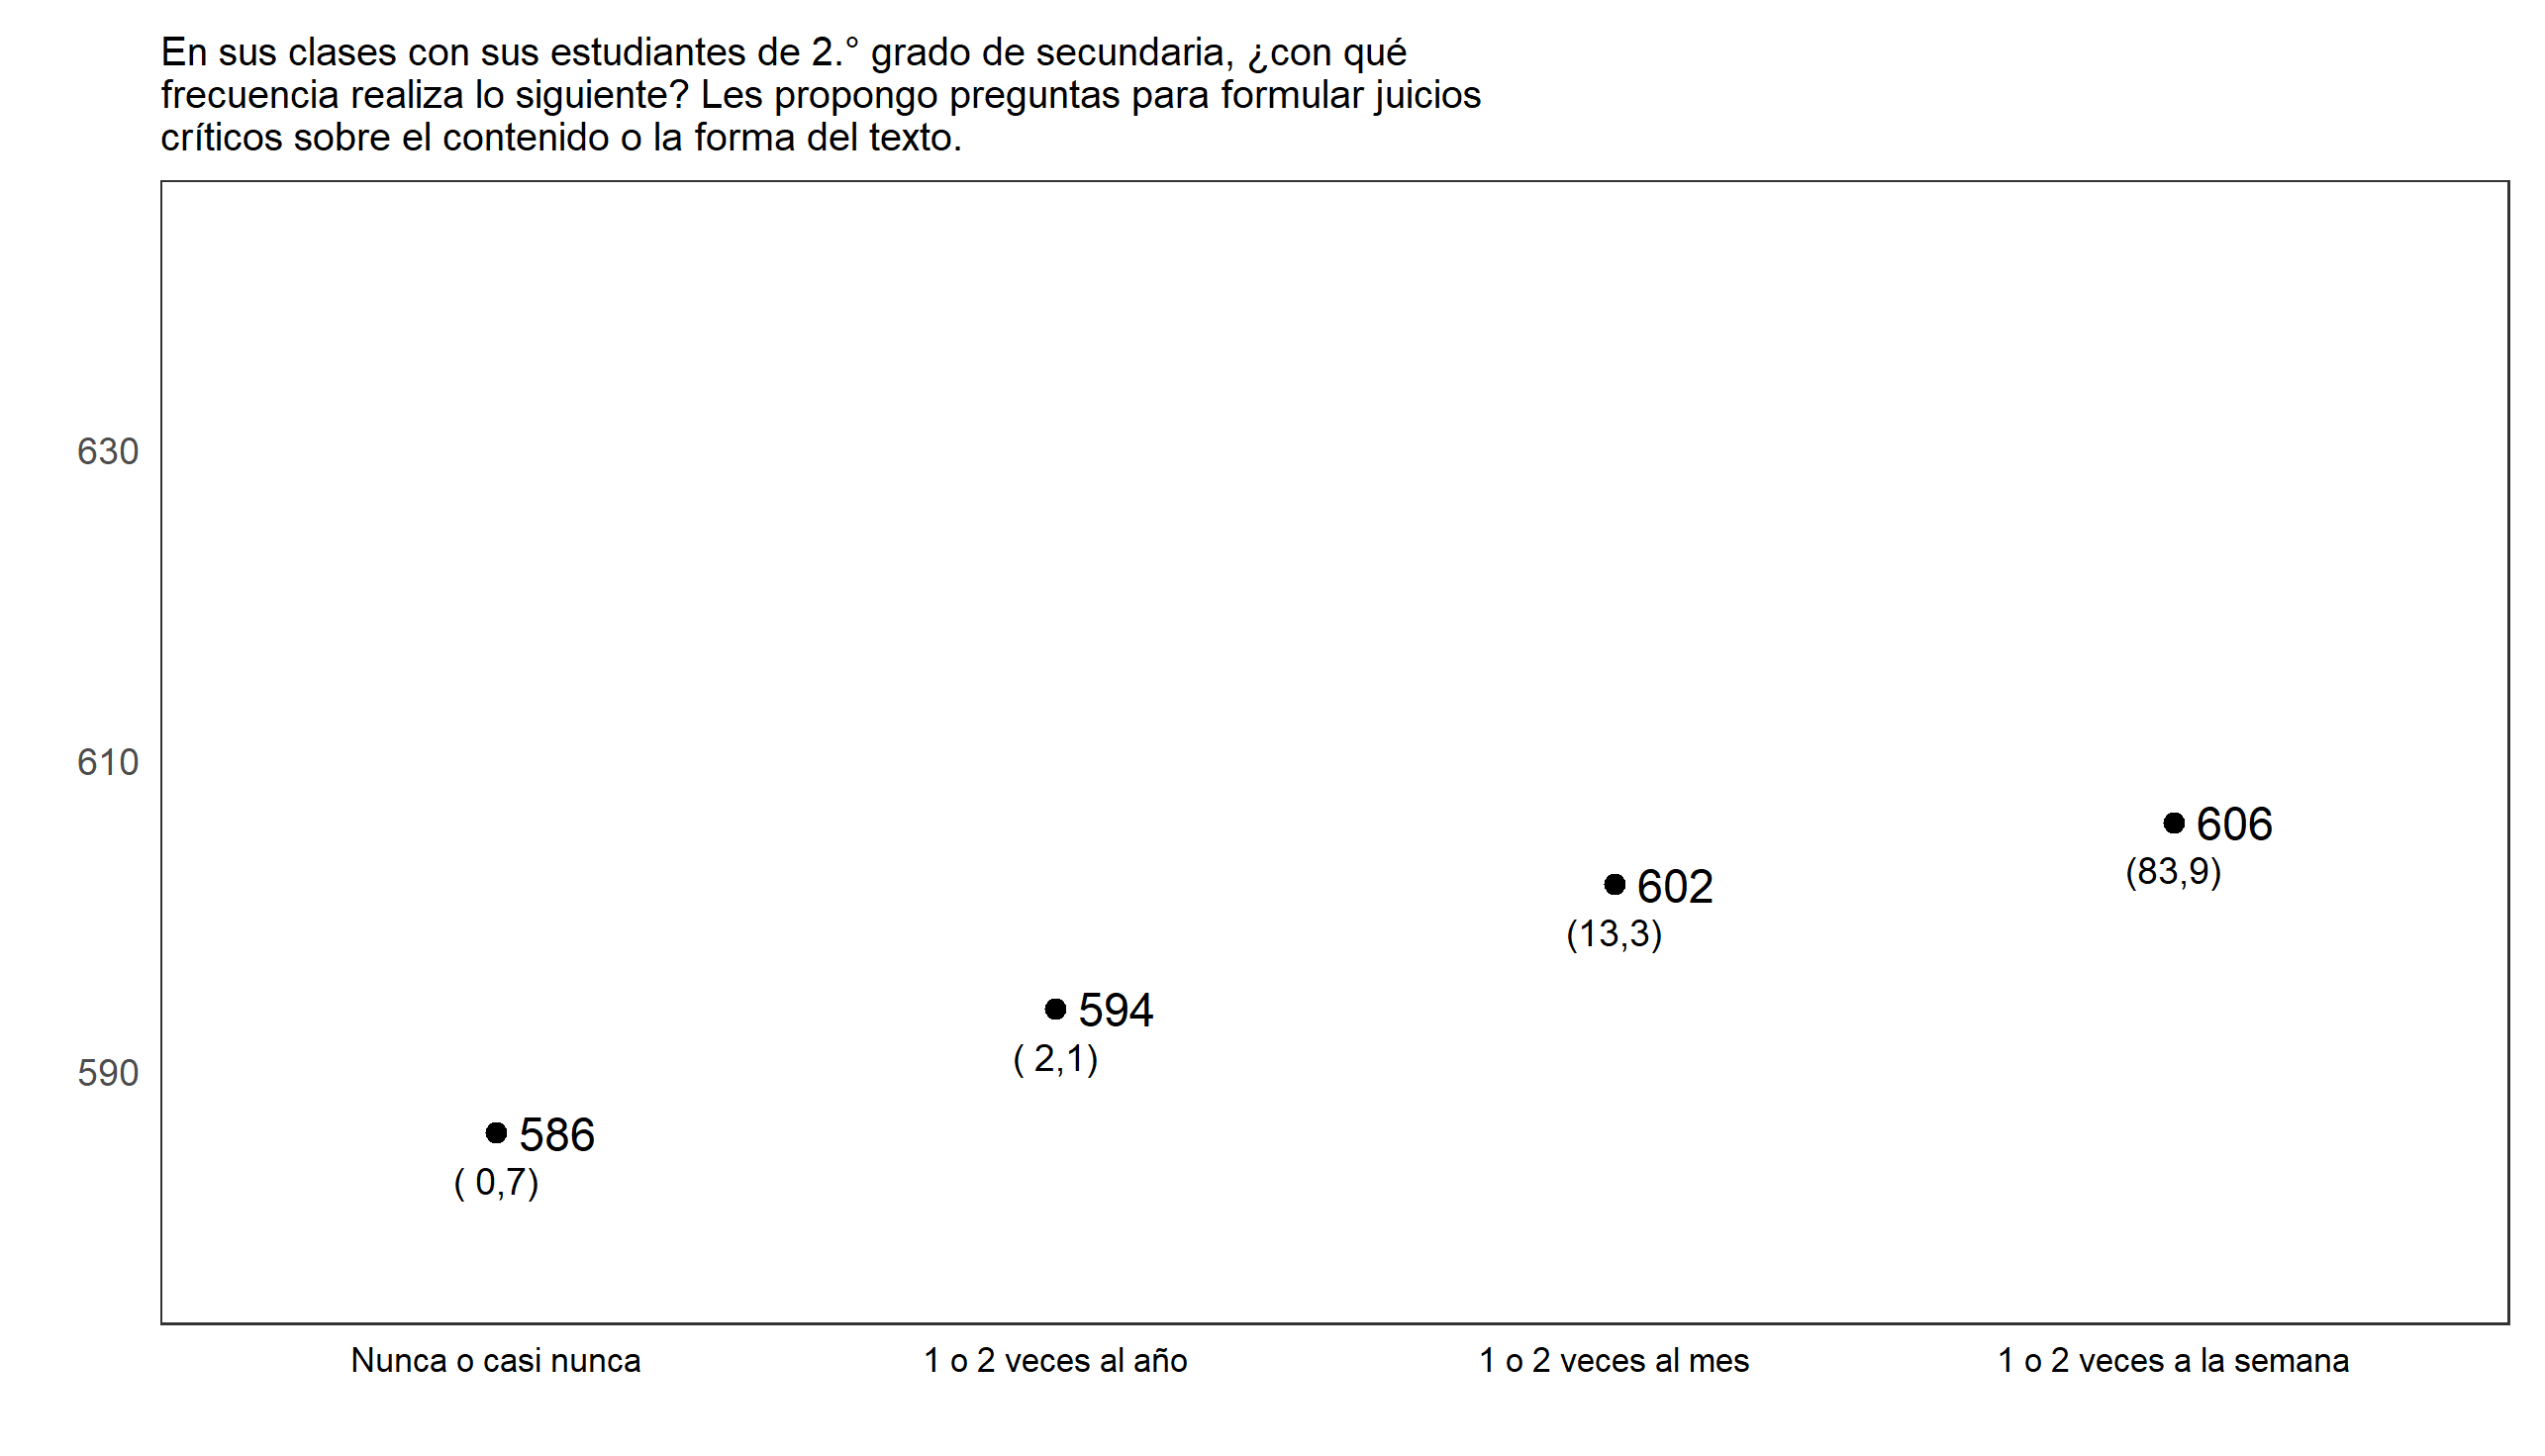 En sus clases con sus estudiantes de 2.° grado de secundaria, ¿con qué
frecuencia realiza lo siguiente? Les propongo preguntas para formular juicios
críticos sobre el contenido o la forma del texto.
630
610
606
(83,9)
602
(13,3)
594
( 2,1)
590
586
( 0,7)
Nunca o casi nunca
1 o 2 veces al año
1 o 2 veces al mes
1 o 2 veces a la semana